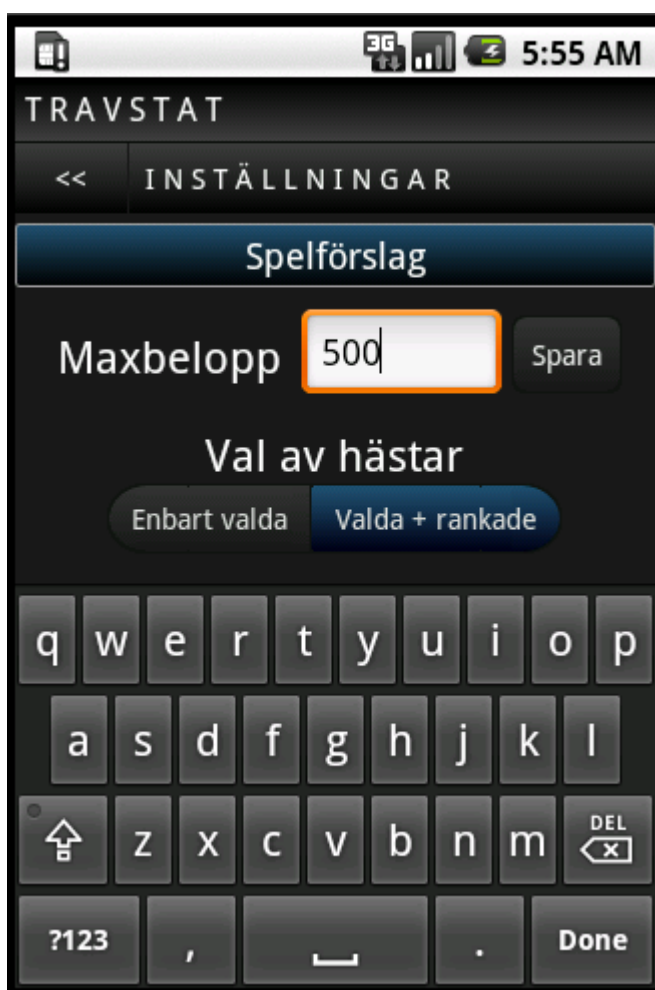 3G 5:55 AM
TRAVSTAT
<< INSTÄLLNINGAR
Spelförslag
Maxbelopp 500 Spara
Val av hästar
Enbart valda Valda + rankade
q w e r t y u i o p
a s d f g h j k l
z x c v b n m DEL
?123 , . Done